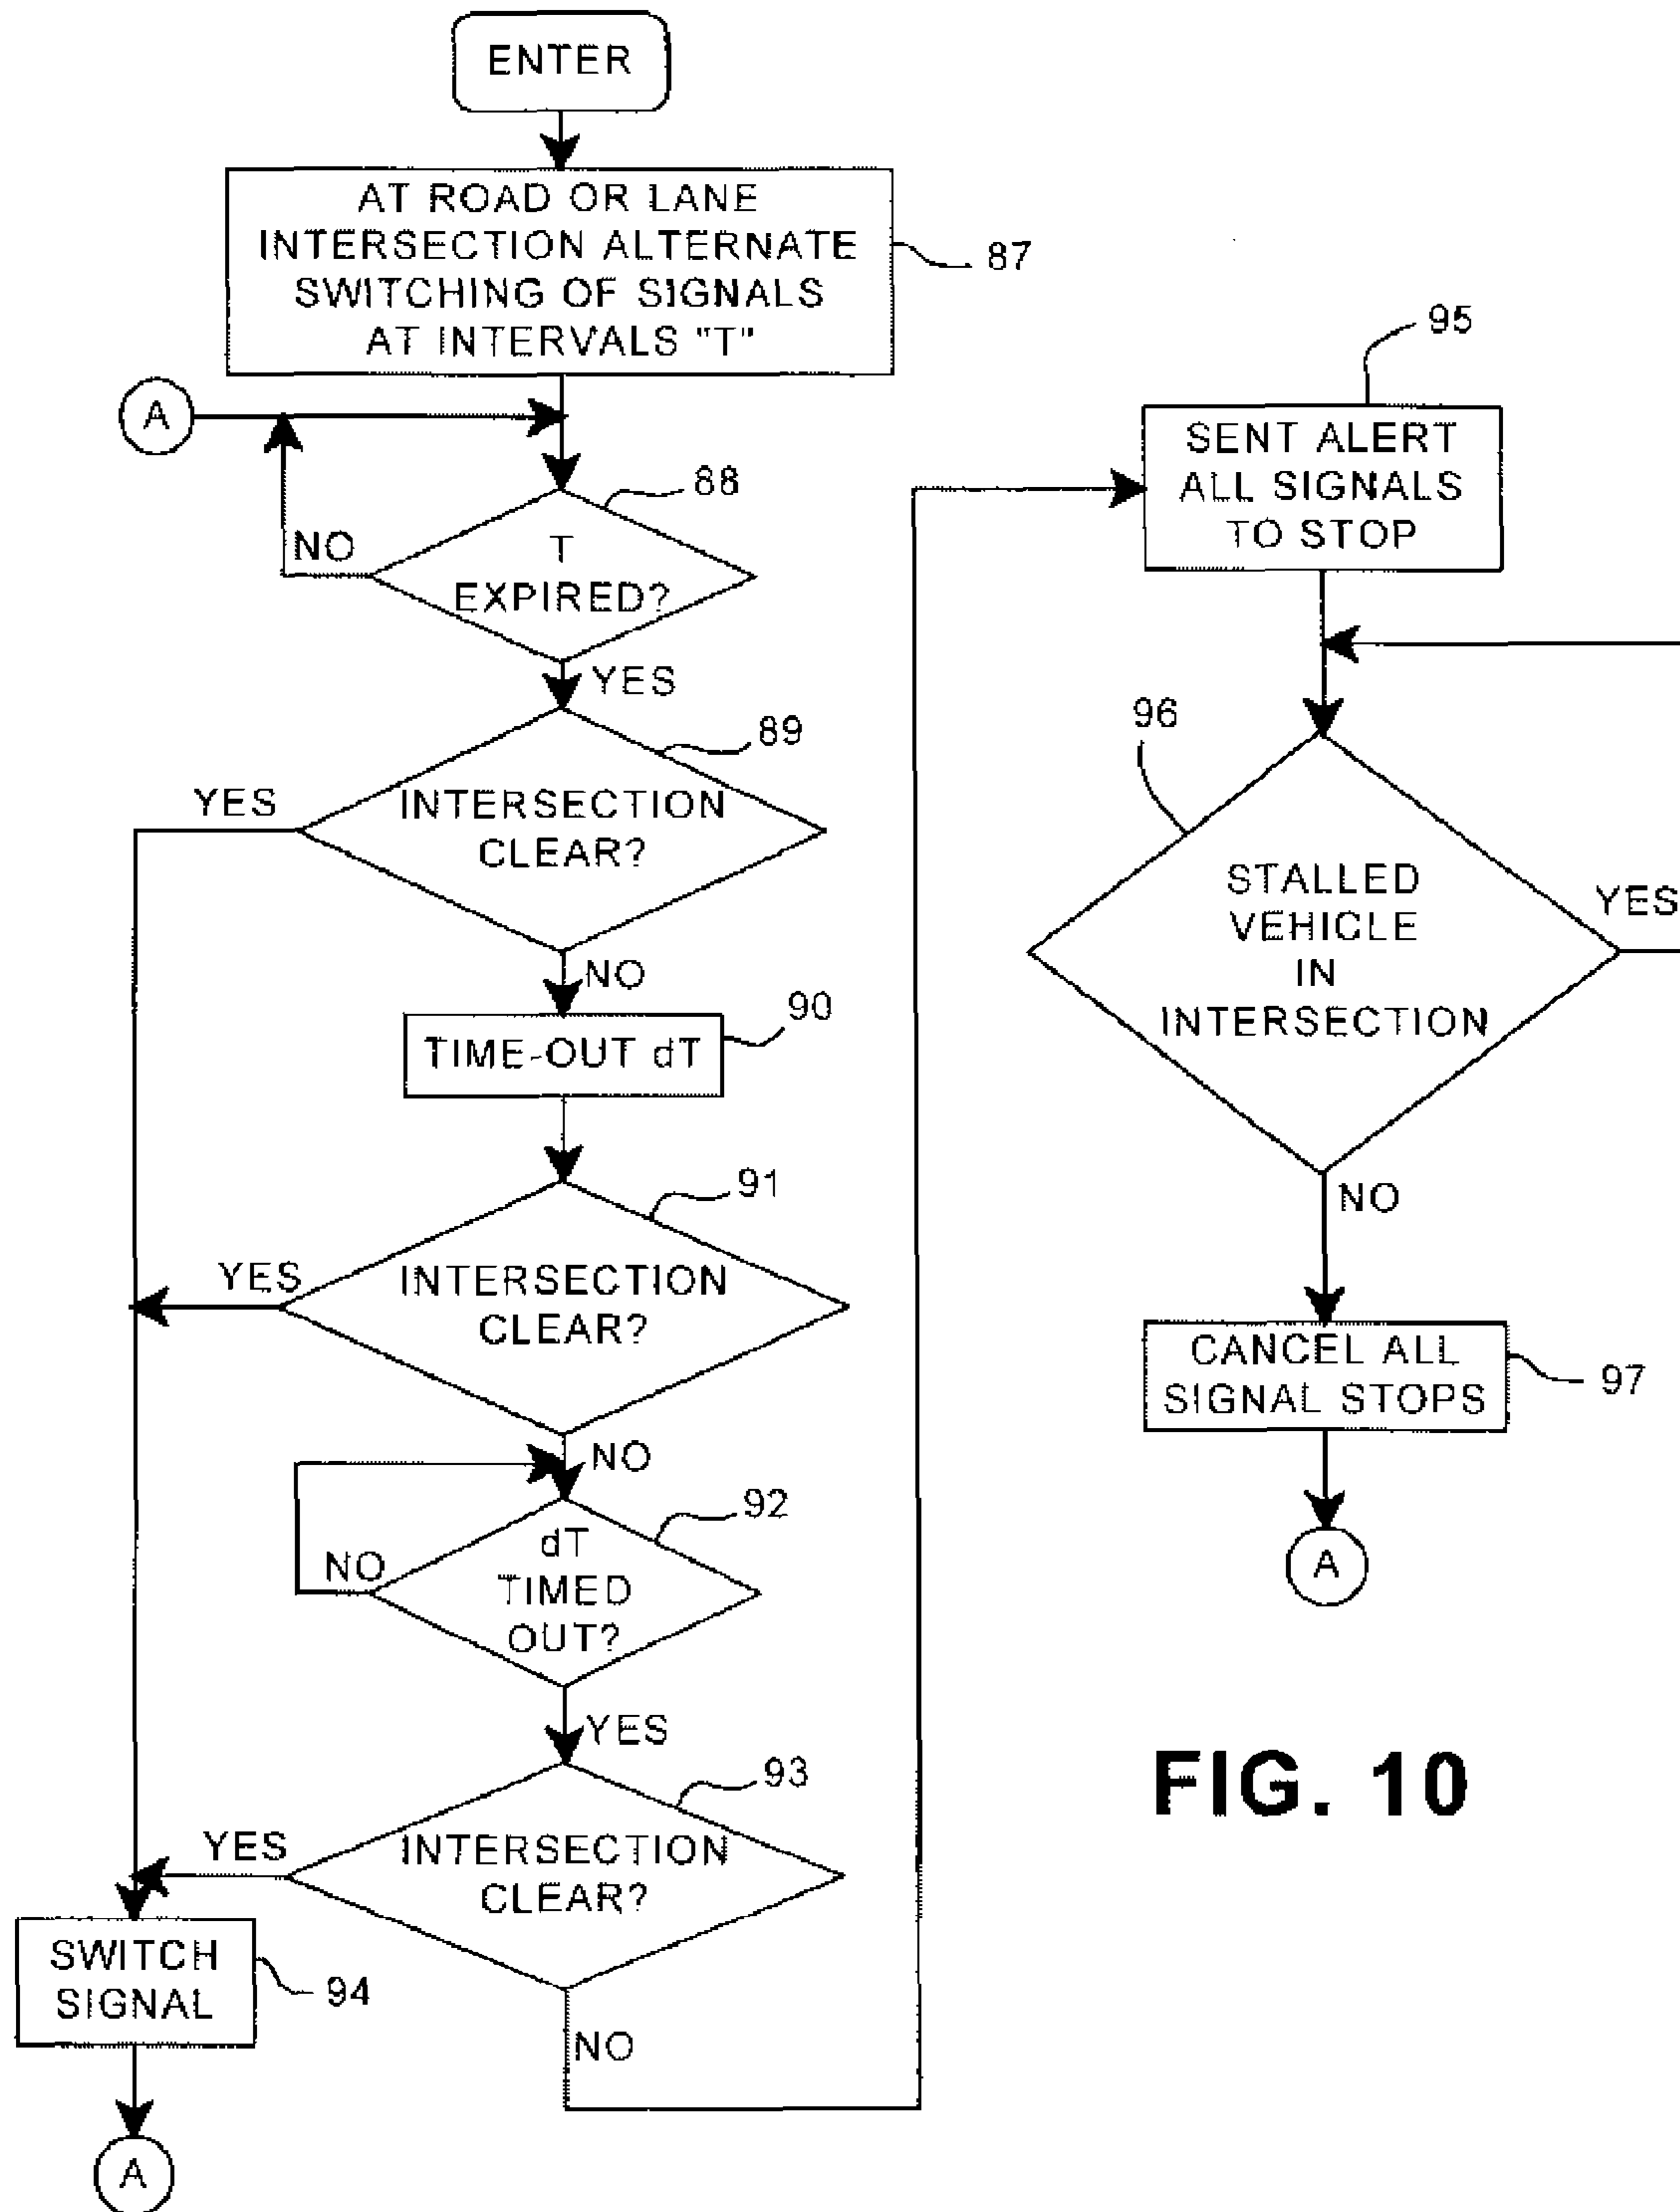 ENTER
AT ROAD OR LANE
INTERSECTION ALTERNATE
SWITCHING OF SIGNALS
AT INTERVALS "T"
87
A
88
T
EXPIRED?
NO
YES
89
INTERSECTION
CLEAR?
YES
NO
90
TIME-OUT dT
91
INTERSECTION
CLEAR?
YES
NO
92
dT
TIMED
OUT?
NO
YES
93
INTERSECTION
CLEAR?
YES
NO
SWITCH
SIGNAL
94
A
95
SENT ALERT
ALL SIGNALS
TO STOP
96
STALLED
VEHICLE
IN
INTERSECTION
YES
NO
CANCEL ALL
SIGNAL STOPS
97
A
FIG. 10